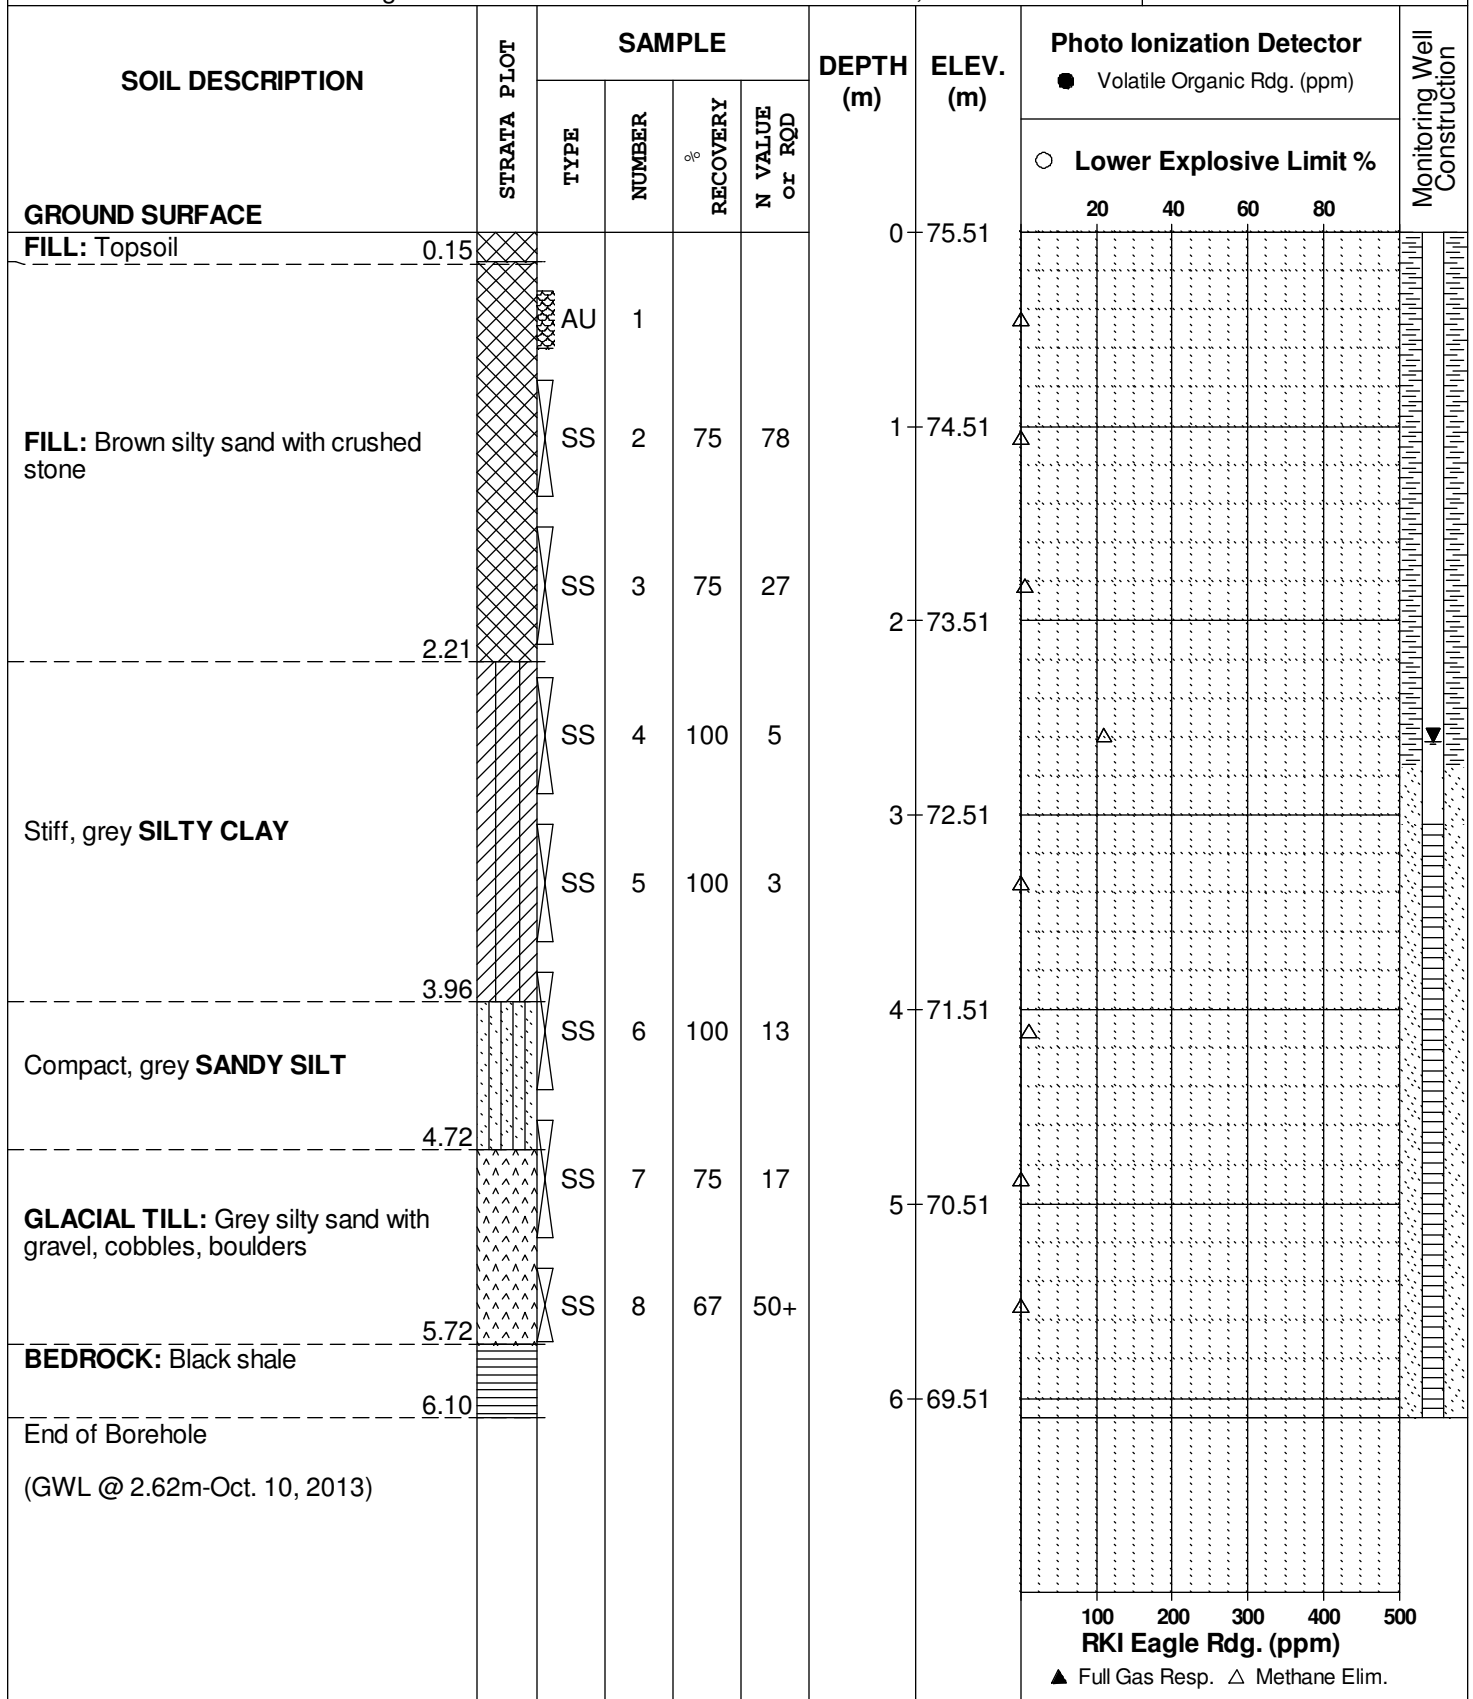 SOIL DESCRIPTION
STRATA PLOT
SAMPLE
TYPE
NUMBER
%
RECOVERY
N VALUE
or RQD
DEPTH
(m)
ELEV.
(m)
Photo Ionization Detector
● Volatile Organic Rdg. (ppm)
○ Lower Explosive Limit %
20 40 60 80
Monitoring Well
Construction
GROUND SURFACE
0 75.51
FILL: Topsoil 0.15
AU 1
1 74.51
FILL: Brown silty sand with crushed
stone
SS 2 75 78
SS 3 75 27
2 73.51
2.21
SS 4 100 5
3 72.51
Stiff, grey SILTY CLAY
SS 5 100 3
3.96
4 71.51
SS 6 100 13
Compact, grey SANDY SILT
4.72
SS 7 75 17
5 70.51
GLACIAL TILL: Grey silty sand with
gravel, cobbles, boulders
SS 8 67 50+
5.72
BEDROCK: Black shale
6 69.51
6.10
End of Borehole
(GWL @ 2.62m-Oct. 10, 2013)
100 200 300 400 500
RKI Eagle Rdg. (ppm)
▲ Full Gas Resp. △ Methane Elim.